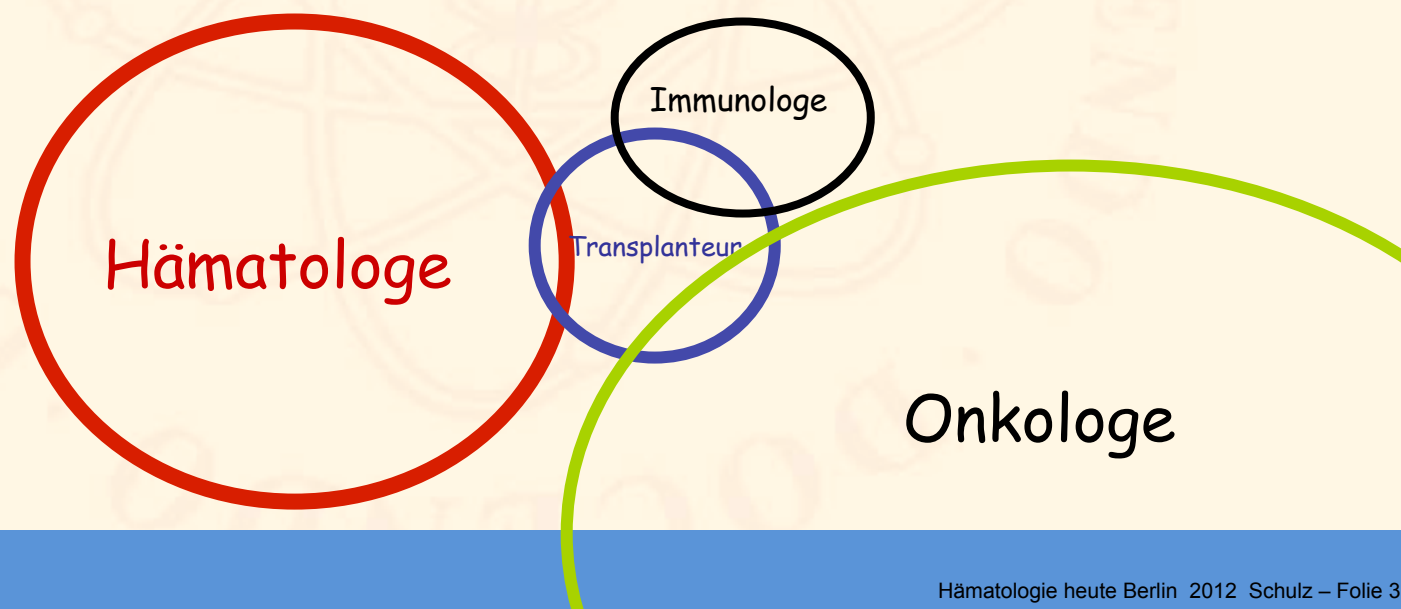 Immunologe
Transplanteur
Hämatologe
Onkologe
Hämatologie heute Berlin 2012 Schulz – Folie 3